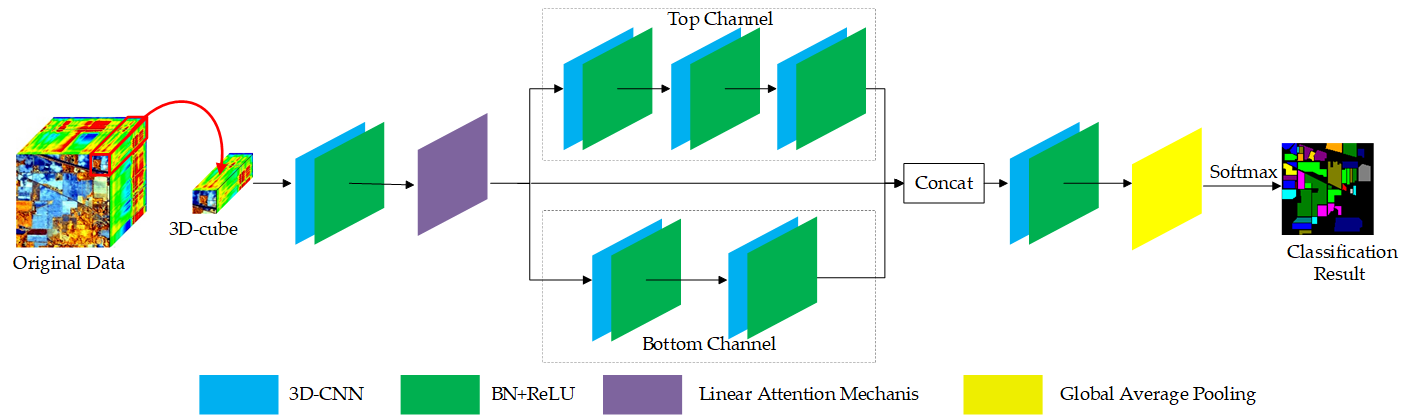 Top Channel
3D-cube
Original Data
Concat
Softmax
Classification
Result
Bottom Channel
3D-CNN
BN+ReLU
Linear Attention Mechanis
Global Average Pooling